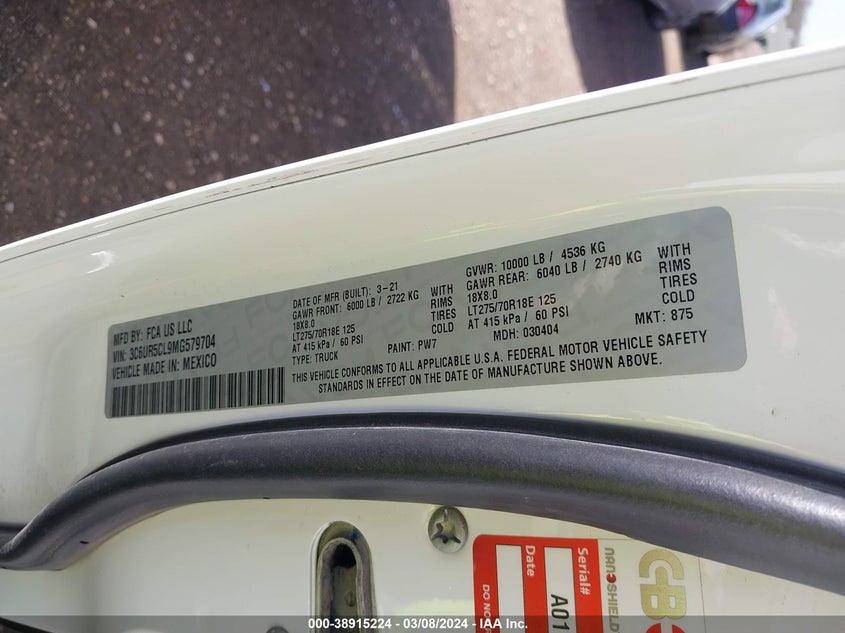 MFD BY: FCA US LLC
VIN: 3C6UR5CL9MG579704
VEHICLE MADE IN: MEXICO
DATE OF MFR (BUILT): 3-21
GAWR FRONT: 6000 LB / 2722 KG WITH
18X8.0 RIMS
LT275/70R18E 125 TIRES
AT 415 kPa / 60 PSI COLD
TYPE: TRUCK PAINT: PW7
GVWR: 10000 LB / 4536 KG
GAWR REAR: 6040 LB / 2740 KG WITH
18X8.0 RIMS
LT275/70R18E 125 TIRES
AT 415 kPa / 60 PSI COLD
MDH: 030404 MKT: 875
THIS VEHICLE CONFORMS TO ALL APPLICABLE U.S.A. FEDERAL MOTOR VEHICLE SAFETY
STANDARDS IN EFFECT ON THE DATE OF MANUFACTURE SHOWN ABOVE.
NANOSHIELD
Serial# A01
Date
DO NO
000-38915224 - 03/08/2024 - IAA Inc.